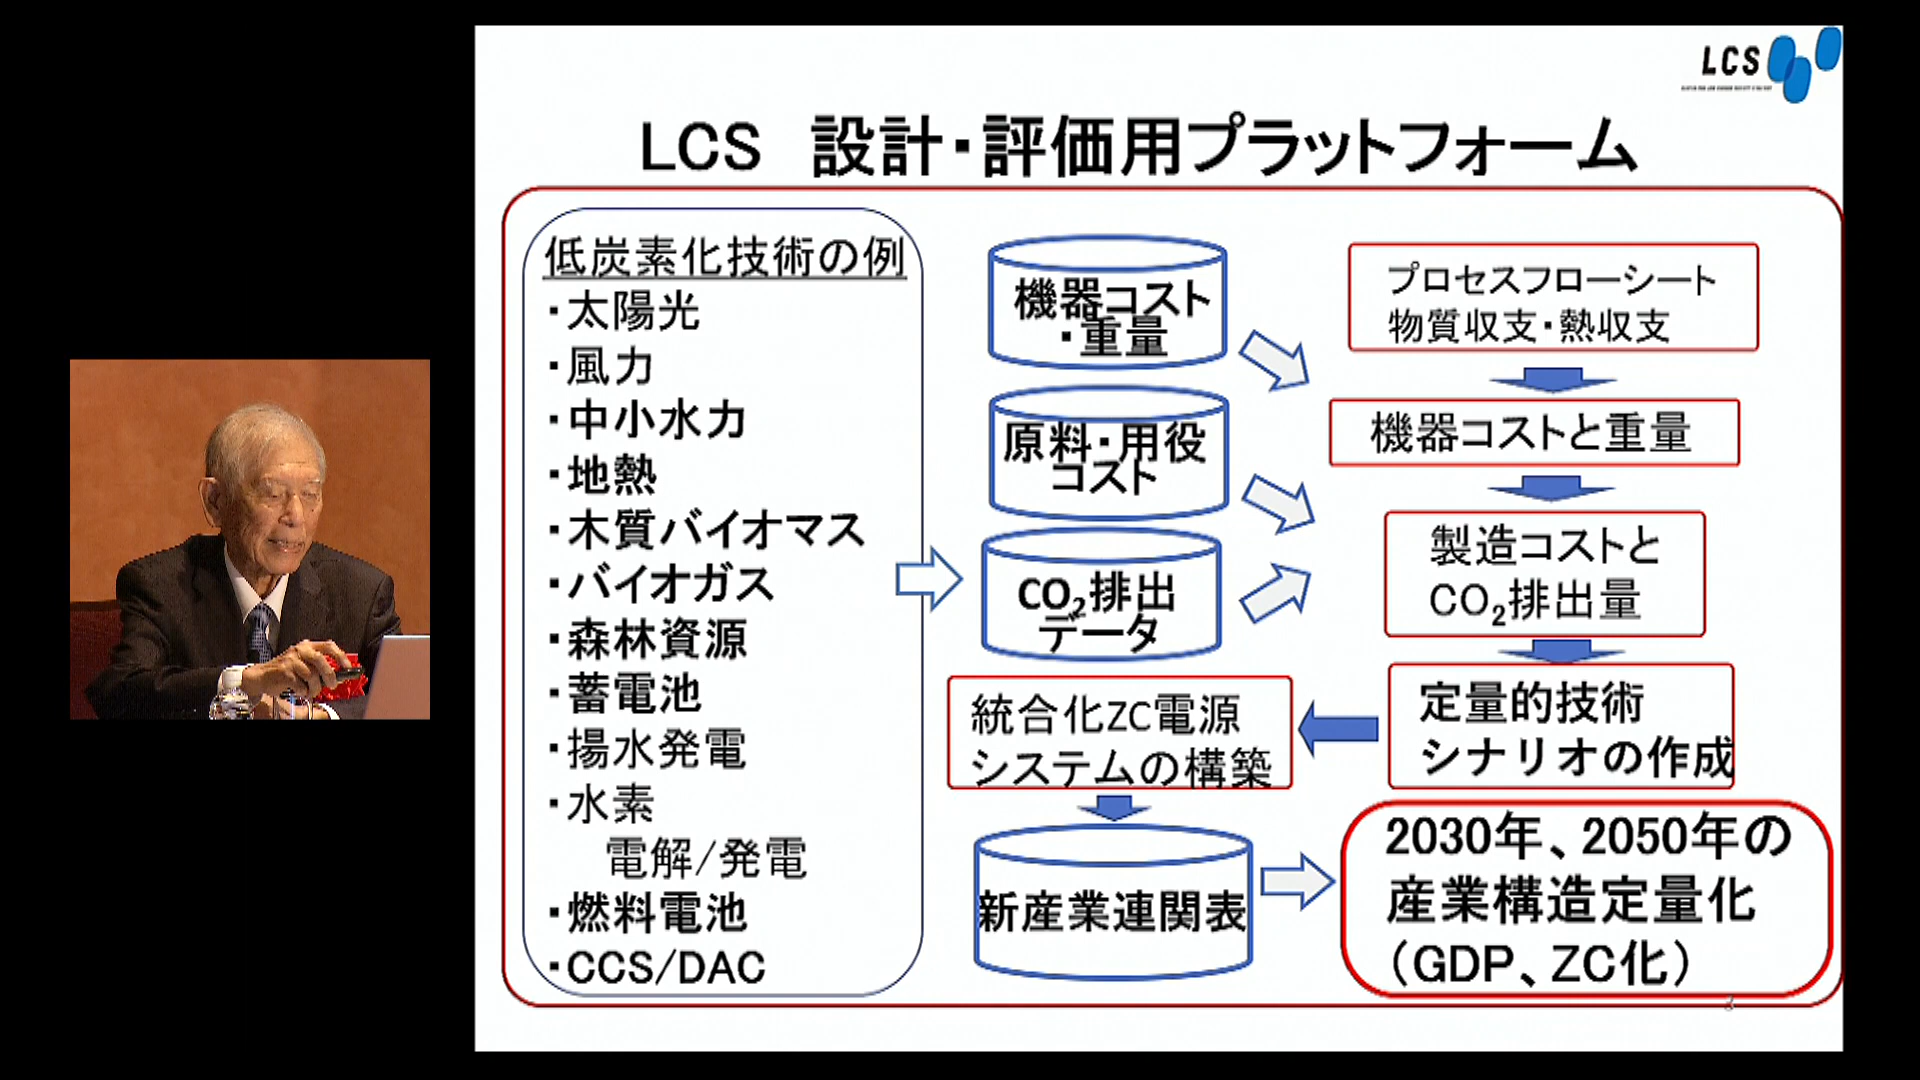 LCS
LCS 設計・評価用プラットフォーム
低炭素化技術の例
・太陽光
・風力
・中小水力
・地熱
・木質バイオマス
・バイオガス
・森林資源
・蓄電池
・揚水発電
・水素
電解/発電
・燃料電池
・CCS/DAC
機器コスト
・重量
原料・用役
コスト
CO₂排出
データ
プロセスフローシート
物質収支・熱収支
機器コストと重量
製造コストと
CO₂排出量
定量的技術
シナリオの作成
統合化ZC電源
システムの構築
新産業連関表
2030年、2050年の
産業構造定量化
（GDP、ZC化）